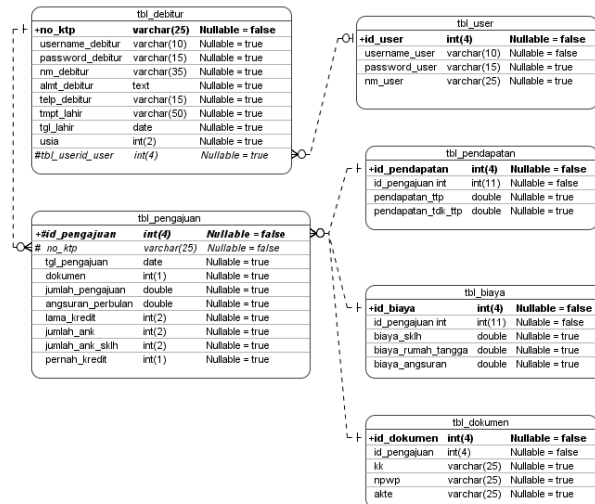 tbl_debitur
+no_ktp varchar(25) Nullable = false
username_debitur varchar(10) Nullable = true
password_debitur varchar(15) Nullable = true
nm_debitur varchar(35) Nullable = true
almt_debitur text Nullable = true
telp_debitur varchar(15) Nullable = true
tmpt_lahir varchar(50) Nullable = true
tgl_lahir date Nullable = true
usia int(2) Nullable = true
#tbl_userid_user int(4) Nullable = true
tbl_user
+id_user int(4) Nullable = false
username_user varchar(10) Nullable = false
password_user varchar(15) Nullable = true
nm_user varchar(25) Nullable = true
tbl_pendapatan
+id_pendapatan int(4) Nullable = false
id_pengajuan int int(11) Nullable = false
pendapatan_ttp double Nullable = true
pendapatan_tdk_ttp double Nullable = true
tbl_pengajuan
+#id_pengajuan int(4) Nullable = false
# no_ktp varchar(25) Nullable = false
tgl_pengajuan date Nullable = true
dokumen int(1) Nullable = true
jumlah_pengajuan double Nullable = true
angsuran_perbulan double Nullable = true
lama_kredit int(2) Nullable = true
jumlah_ank int(2) Nullable = true
jumlah_ank_sklh int(2) Nullable = true
pernah_kredit int(1) Nullable = true
tbl_biaya
+id_biaya int(4) Nullable = false
id_pengajuan int int(11) Nullable = false
biaya_sklh double Nullable = true
biaya_rumah_tangga double Nullable = true
biaya_angsuran double Nullable = true
tbl_dokumen
+id_dokumen int(4) Nullable = false
id_pengajuan int(4) Nullable = false
kk varchar(25) Nullable = true
npwp varchar(25) Nullable = true
akte varchar(25) Nullable = true